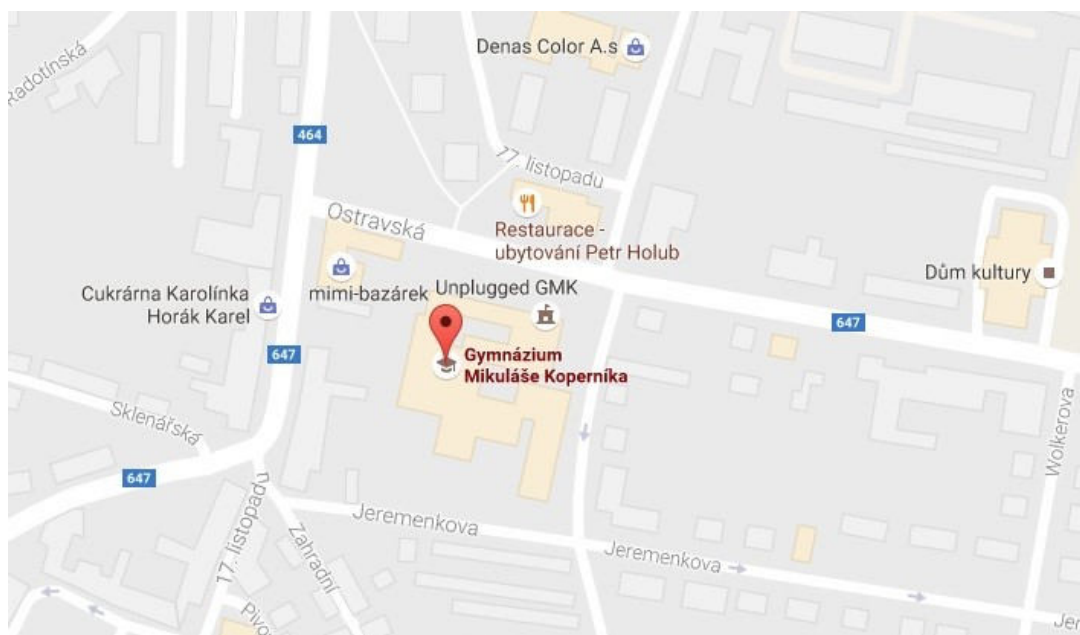 Denas Color A.s
Radotínská
464
17. listopadu
Ostravská
Restaurace -
ubytování Petr Holub
Dům kultury
Cukrárna Karolínka
Horák Karel
mimi-bazárek
Unplugged GMK
647
647
Gymnázium
Mikuláše Koperníka
Sklenářská
Wolkerova
647
17. listopadu
Zahradní
Jeremenkova
Jeremenkova